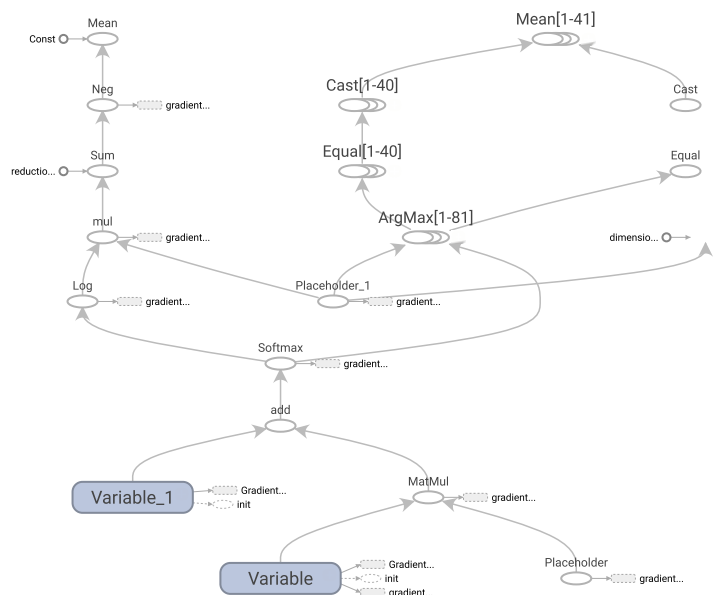 Mean[1-41]
Mean
Const
Cast[1-40]
Cast
Neg
gradient...
Equal[1-40]
Equal
Sum
reductio...
mul
gradient...
ArgMax[1-81]
dimensio...
Log
gradient...
Placeholder_1
gradient...
Softmax
gradient...
add
Variable_1
Gradient...
init
MatMul
gradient...
Variable
Gradient...
init
gradient
Placeholder
gradient...